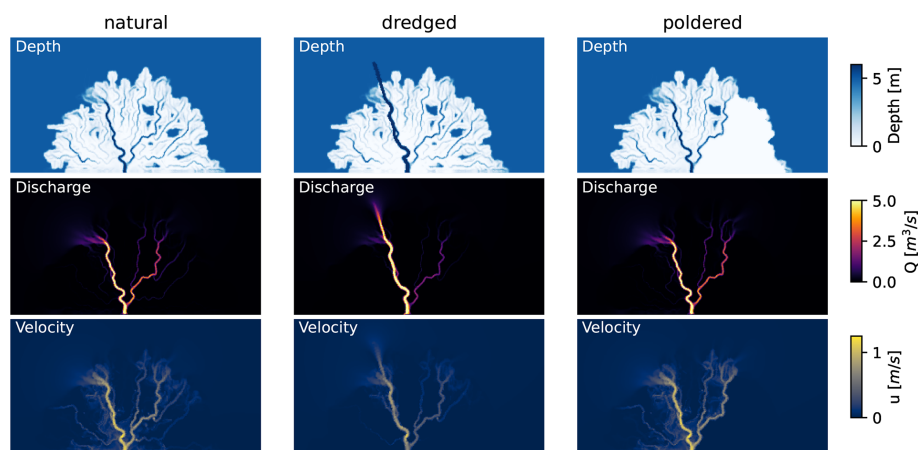 natural dredged poldered
Depth Depth Depth
5
0
Depth [m]
Discharge Discharge Discharge
5.0
2.5
0.0
Q [m³/s]
Velocity Velocity Velocity
1
0
u [m/s]